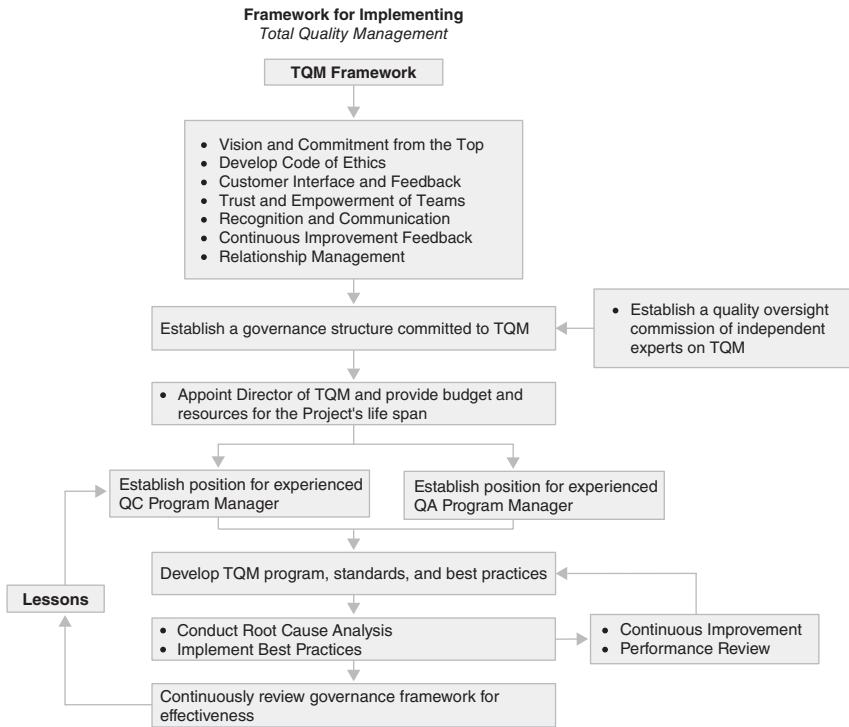 Framework for Implementing
Total Quality Management
TQM Framework
• Vision and Commitment from the Top
• Develop Code of Ethics
• Customer Interface and Feedback
• Trust and Empowerment of Teams
• Recognition and Communication
• Continuous Improvement Feedback
• Relationship Management
Establish a governance structure committed to TQM
• Establish a quality oversight
commission of independent
experts on TQM
• Appoint Director of TQM and provide budget and
resources for the Project's life span
Establish position for experienced
QC Program Manager
Establish position for experienced
QA Program Manager
Develop TQM program, standards, and best practices
Lessons
• Conduct Root Cause Analysis
• Implement Best Practices
• Continuous Improvement
• Performance Review
Continuously review governance framework for
effectiveness